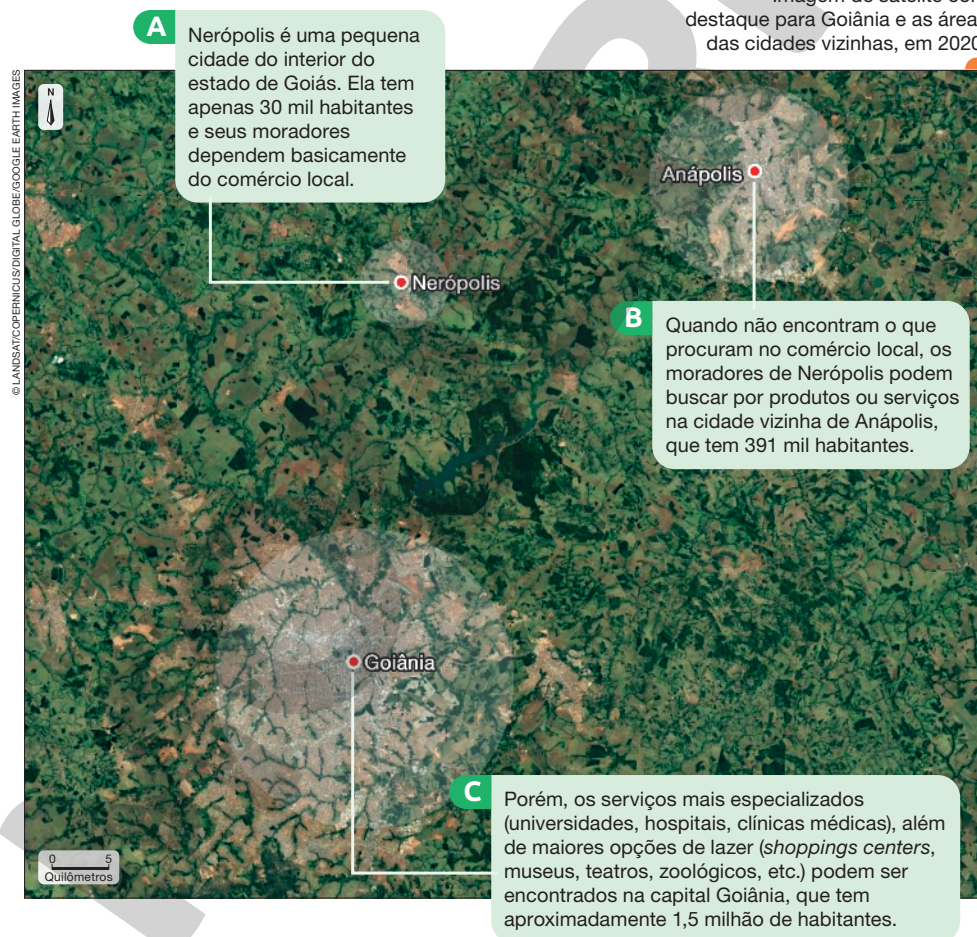 destaque para Goiânia e as área
das cidades vizinhas, em 2020
A
Nerópolis é uma pequena
cidade do interior do
estado de Goiás. Ela tem
apenas 30 mil habitantes
e seus moradores
dependem basicamente
do comércio local.
© LANDSAT/COPERNICUS/DIGITAL GLOBE/GOOGLE EARTH IMAGES
N
Anápolis
Nerópolis
B
Quando não encontram o que
procuram no comércio local, os
moradores de Nerópolis podem
buscar por produtos ou serviços
na cidade vizinha de Anápolis,
que tem 391 mil habitantes.
Goiânia
C
Porém, os serviços mais especializados
(universidades, hospitais, clínicas médicas), além
de maiores opções de lazer (shoppings centers,
museus, teatros, zoológicos, etc.) podem ser
encontrados na capital Goiânia, que tem
aproximadamente 1,5 milhão de habitantes.
0 5
Quilômetros